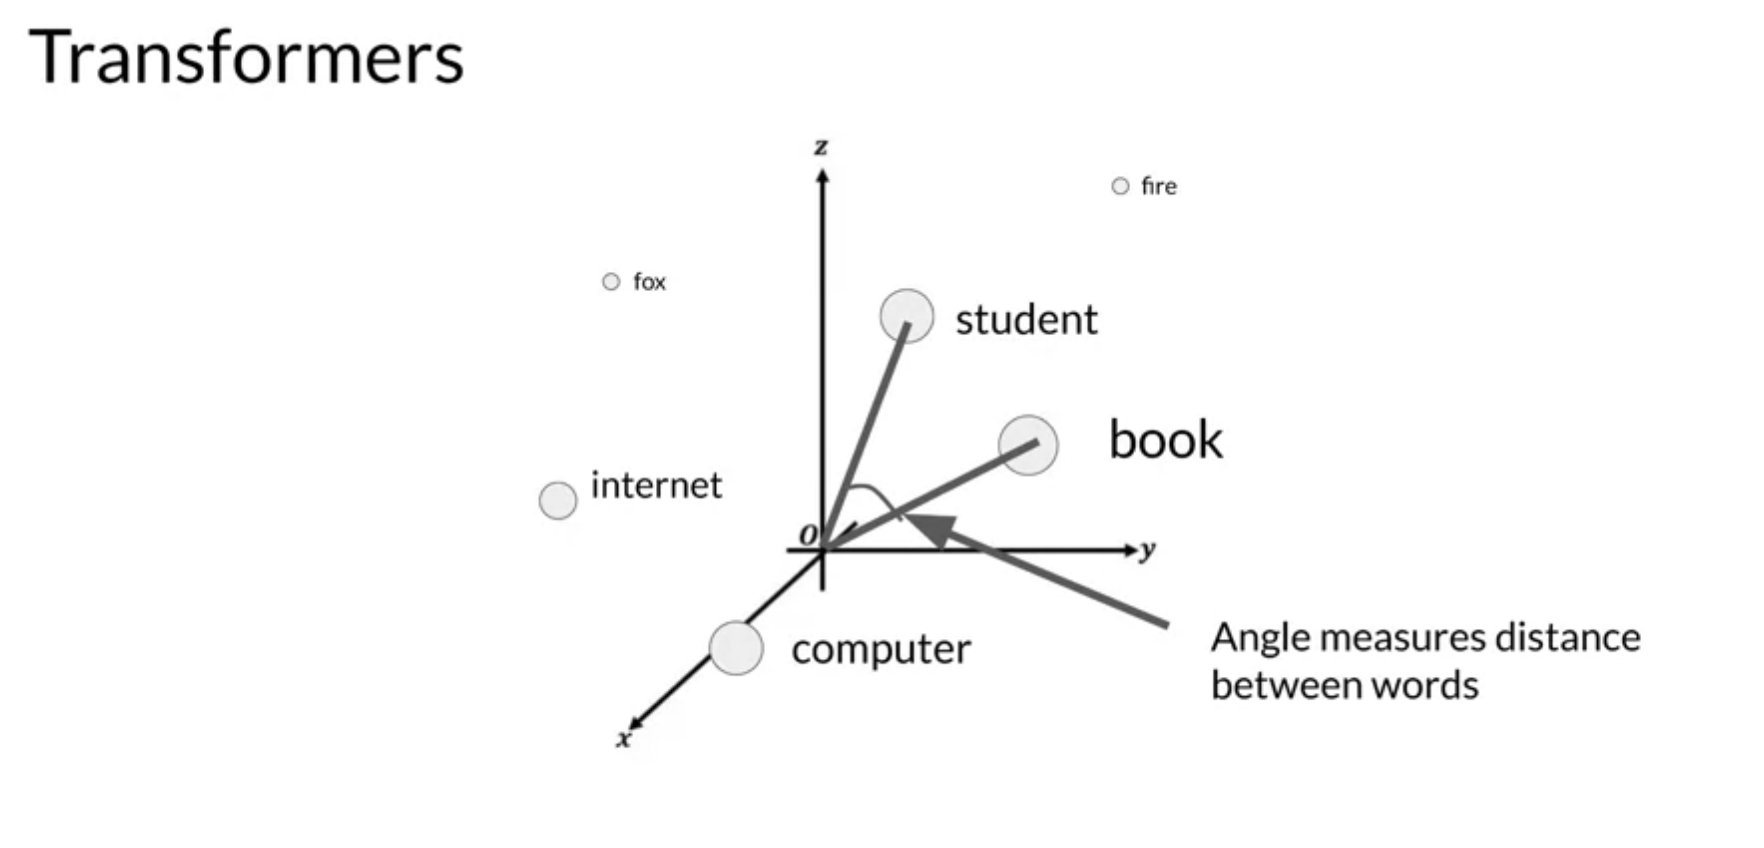 Transformers
z
fire
fox
student
book
internet
O
y
computer
Angle measures distance
between words
x